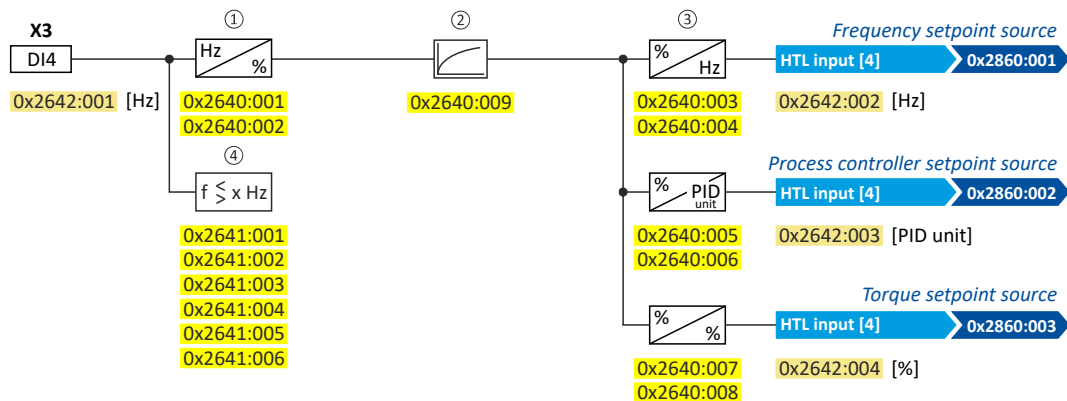 ① ② ③ Frequency setpoint source
X3
DI4 Hz % % Hz HTL input [4] 0x2860:001
0x2642:001 [Hz] 0x2640:001 0x2640:009 0x2640:003 0x2642:002 [Hz]
0x2640:002 0x2640:004
④ Process controller setpoint source
f ≶ x Hz % PID unit HTL input [4] 0x2860:002
0x2641:001 0x2640:005 0x2642:003 [PID unit]
0x2641:002 0x2640:006
0x2641:003
0x2641:004 Torque setpoint source
0x2641:005 % % HTL input [4] 0x2860:003
0x2641:006 0x2640:007 0x2642:004 [%]
0x2640:008